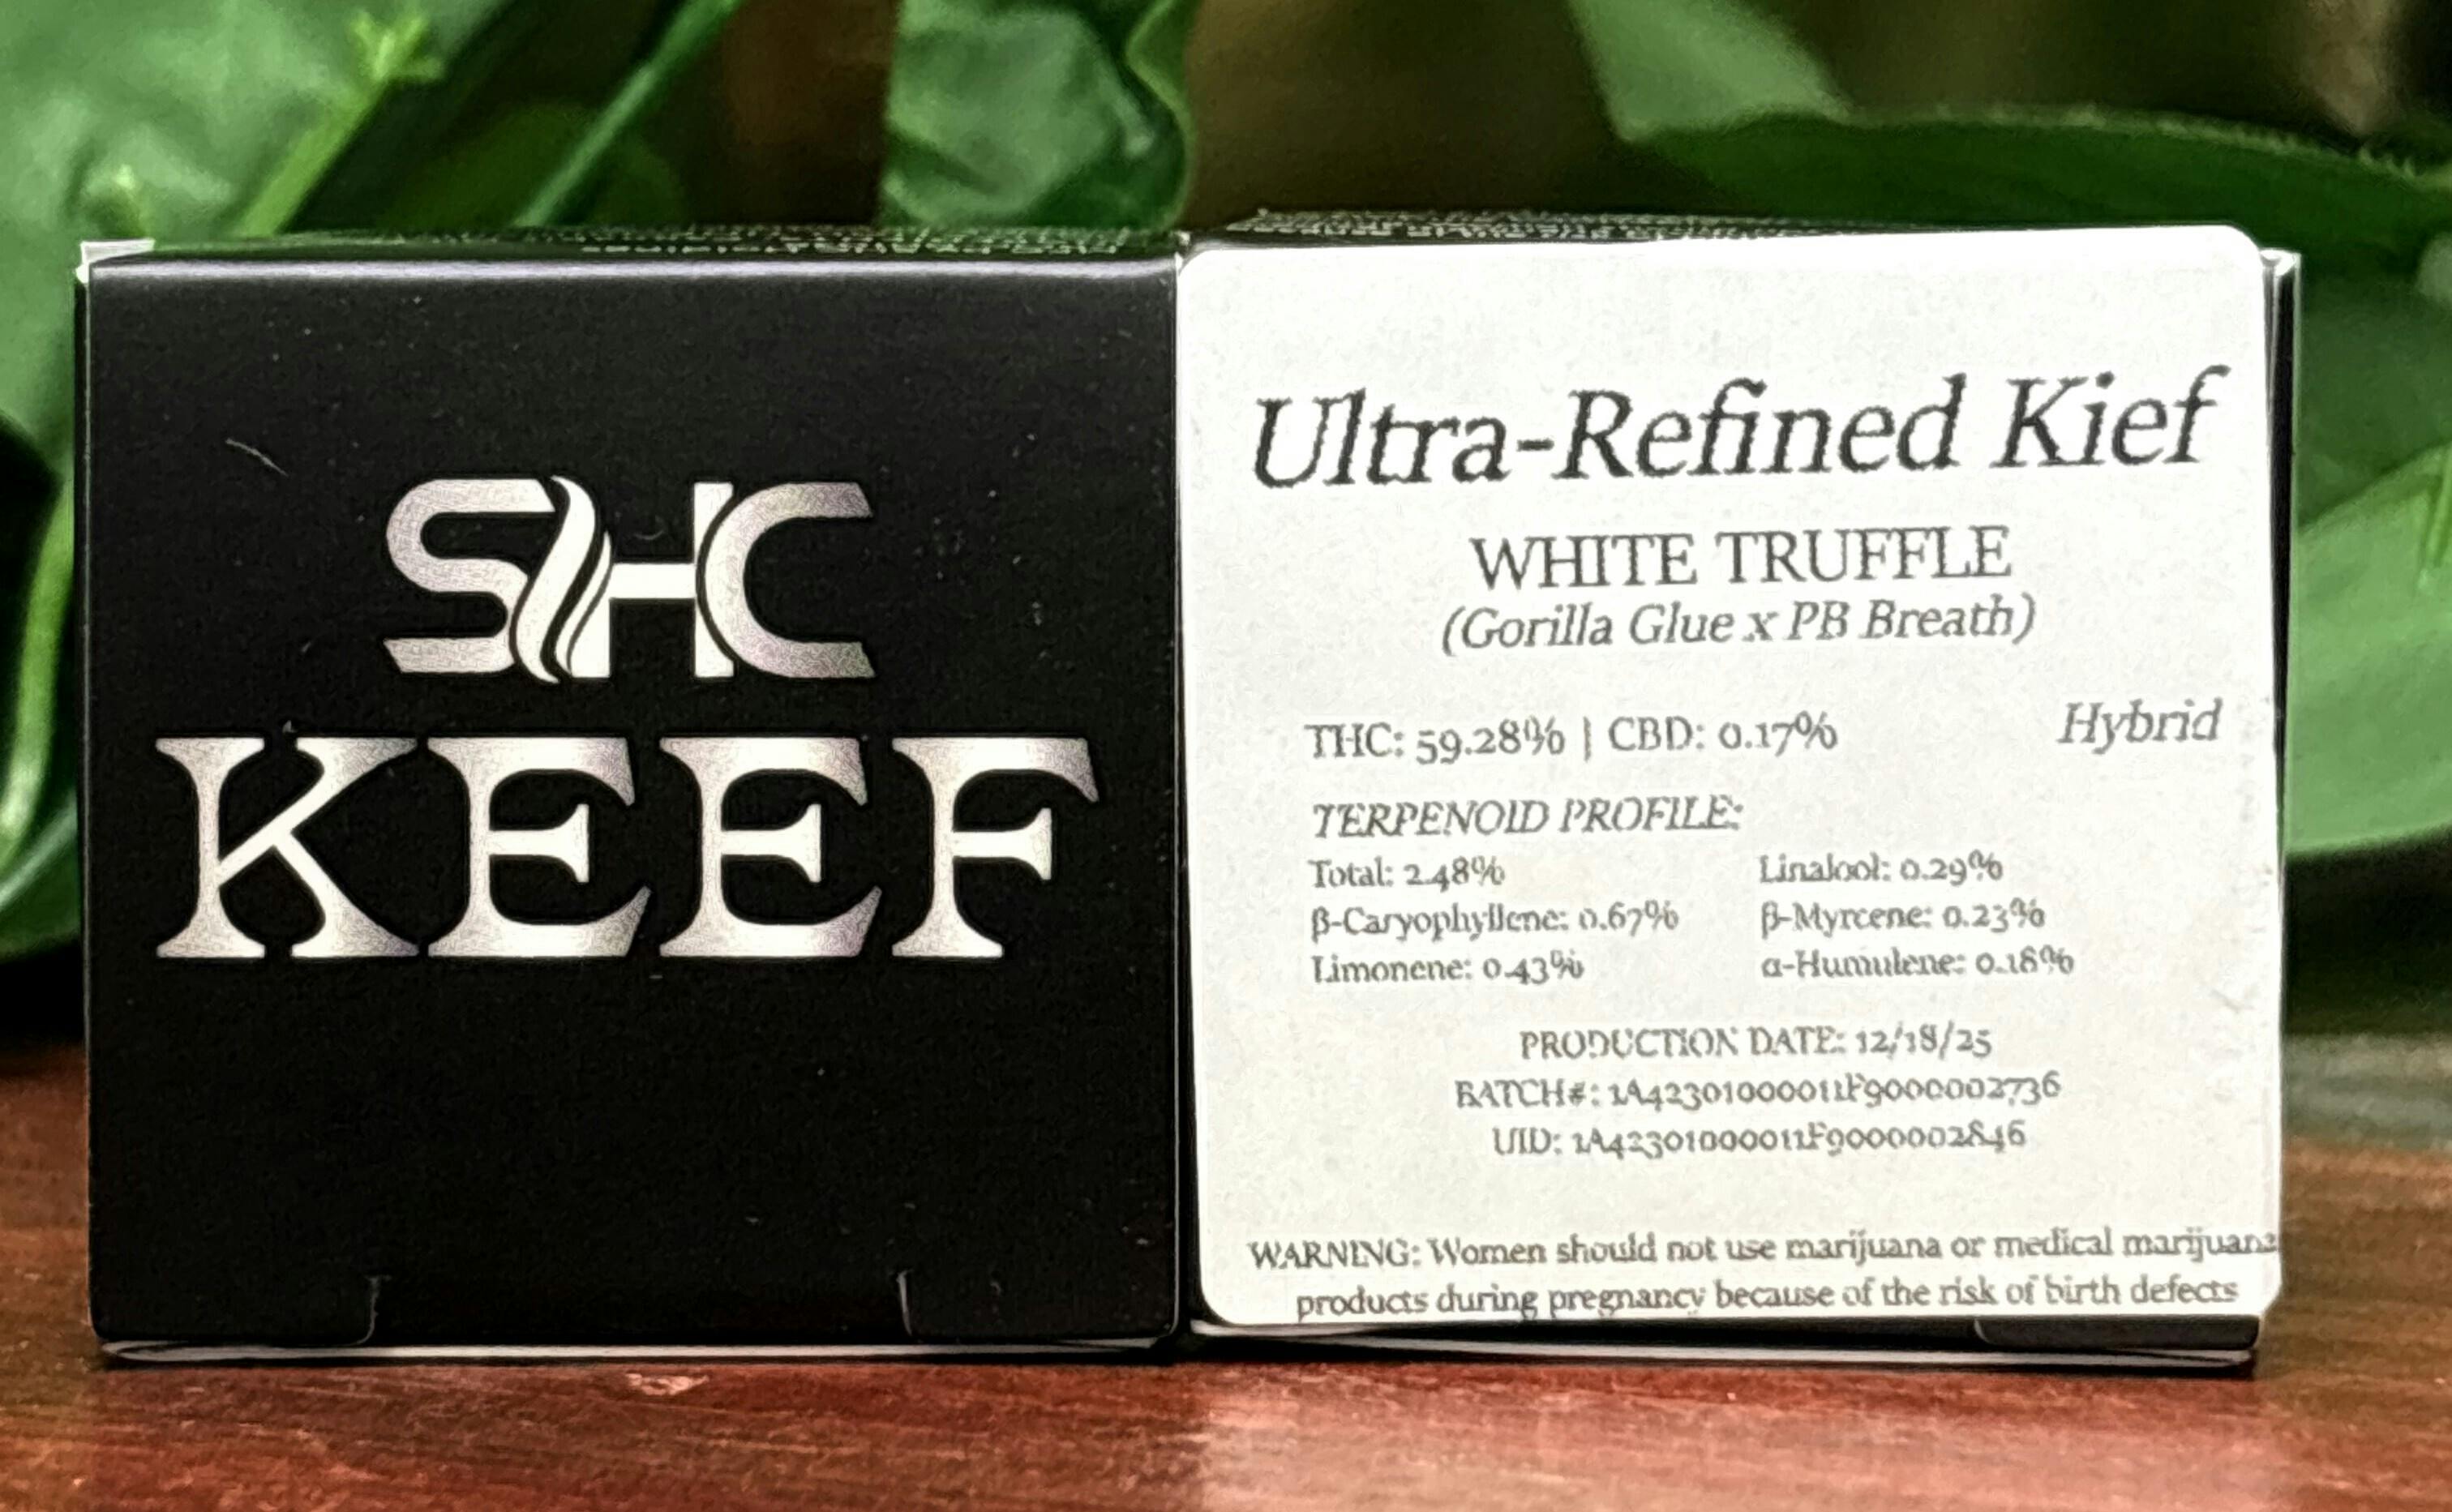 SHC
KEEF
Ultra-Refined Kief
WHITE TRUFFLE
(Gorilla Glue x PB Breath)
THC: 59.28% | CBD: 0.17%
Hybrid
TERPENOID PROFILE:
Total: 2.48%
Linalool: 0.29%
β-Caryophyllene: 0.67%
β-Myrcene: 0.23%
Limonene: 0.43%
α-Humulene: 0.18%
PRODUCTION DATE: 12/18/25
BATCH#: 1A42301000011F9000002736
UID: 1A42301000011F9000002846
WARNING: Women should not use marijuana or medical marijuana
products during pregnancy because of the risk of birth defects